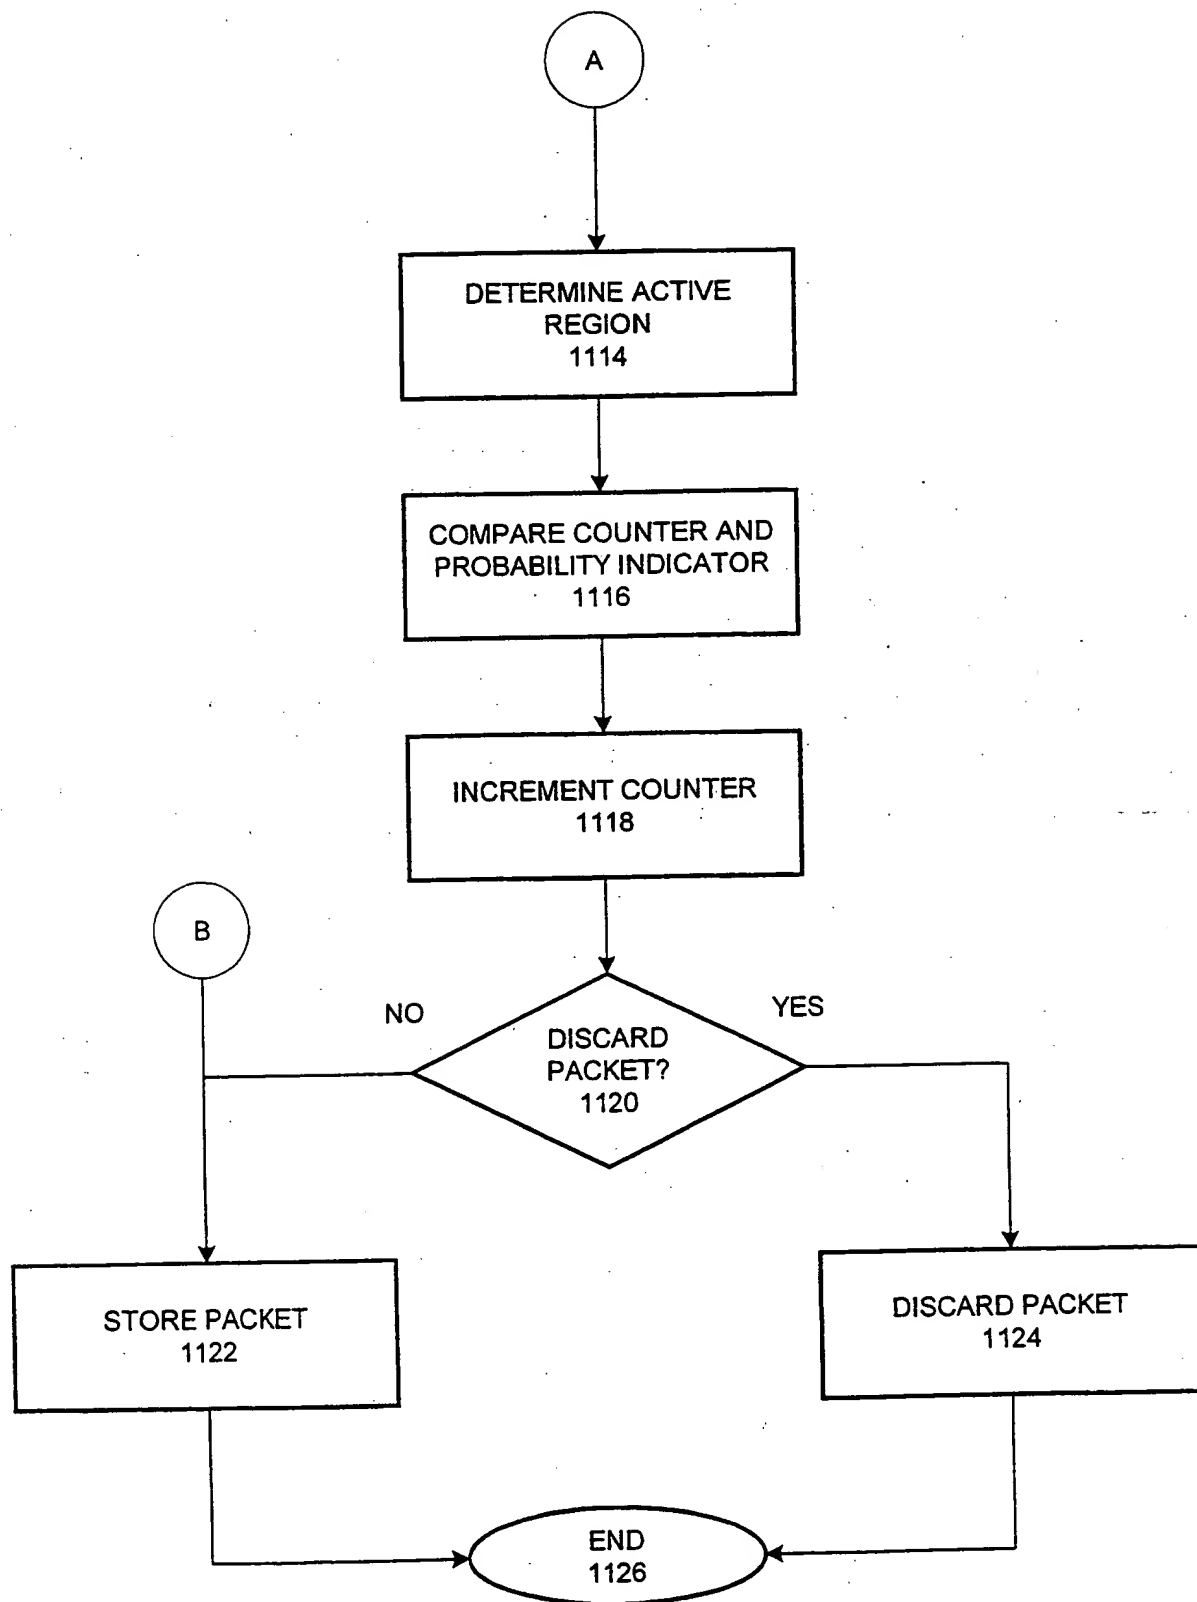 A
DETERMINE ACTIVE
REGION
1114
COMPARE COUNTER AND
PROBABILITY INDICATOR
1116
INCREMENT COUNTER
1118
B
NO
YES
DISCARD
PACKET?
1120
STORE PACKET
1122
DISCARD PACKET
1124
END
1126